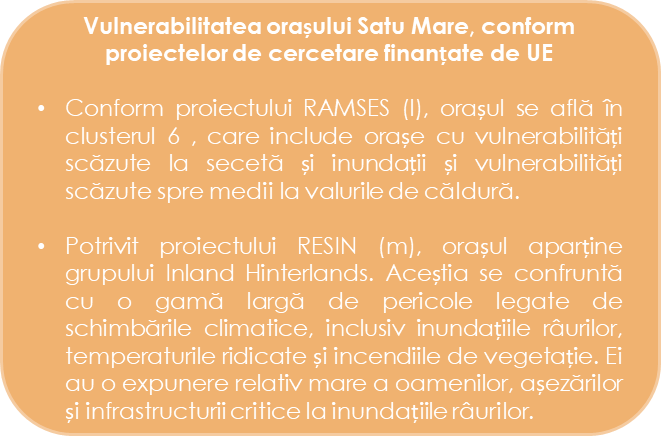 Vulnerabilitatea orașului Satu Mare, conform
proiectelor de cercetare finanțate de UE
• Conform proiectului RAMSES (l), orașul se află în
clusterul 6 , care include orașe cu vulnerabilități
scăzute la secetă și inundații și vulnerabilități
scăzute spre medii la valurile de căldură.
• Potrivit proiectului RESIN (m), orașul aparține
grupului Inland Hinterlands. Aceștia se confruntă
cu o gamă largă de pericole legate de
schimbările climatice, inclusiv inundațiile râurilor,
temperaturile ridicate și incendiile de vegetație. Ei
au o expunere relativ mare a oamenilor, așezărilor
și infrastructurii critice la inundațiile râurilor.